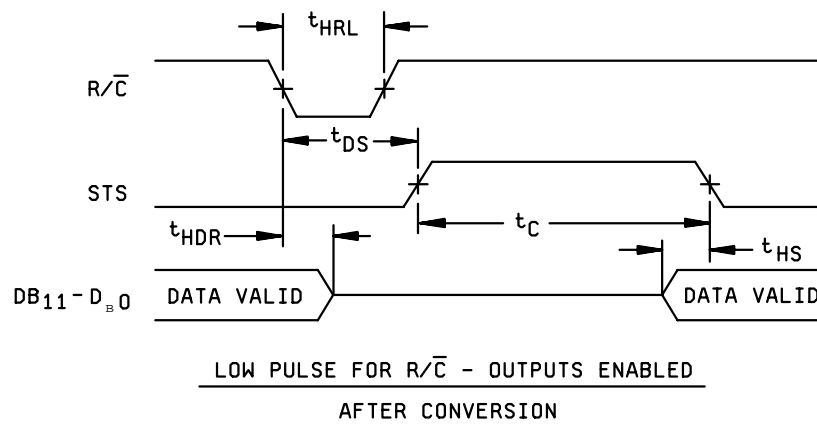 tHRL
R/C̅
tDS
STS
tHDR
tC
tHS
DB11-DB0
DATA VALID
DATA VALID
LOW PULSE FOR R/C̅ - OUTPUTS ENABLED
AFTER CONVERSION